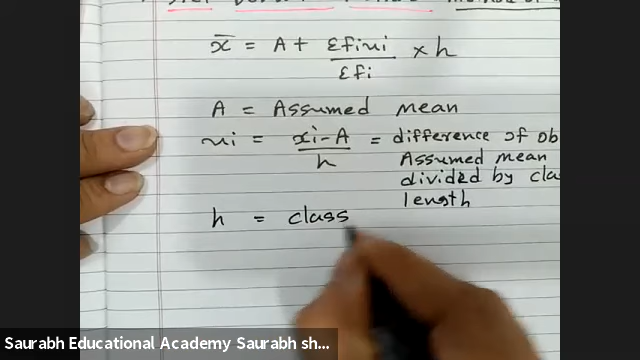 x̄ = A + Σfiui / Σfi × h
A = Assumed mean
ui = xi-A / h = difference of ob
Assumed mean
divided by cla
length
h = class
Saurabh Educational Academy Saurabh sh...